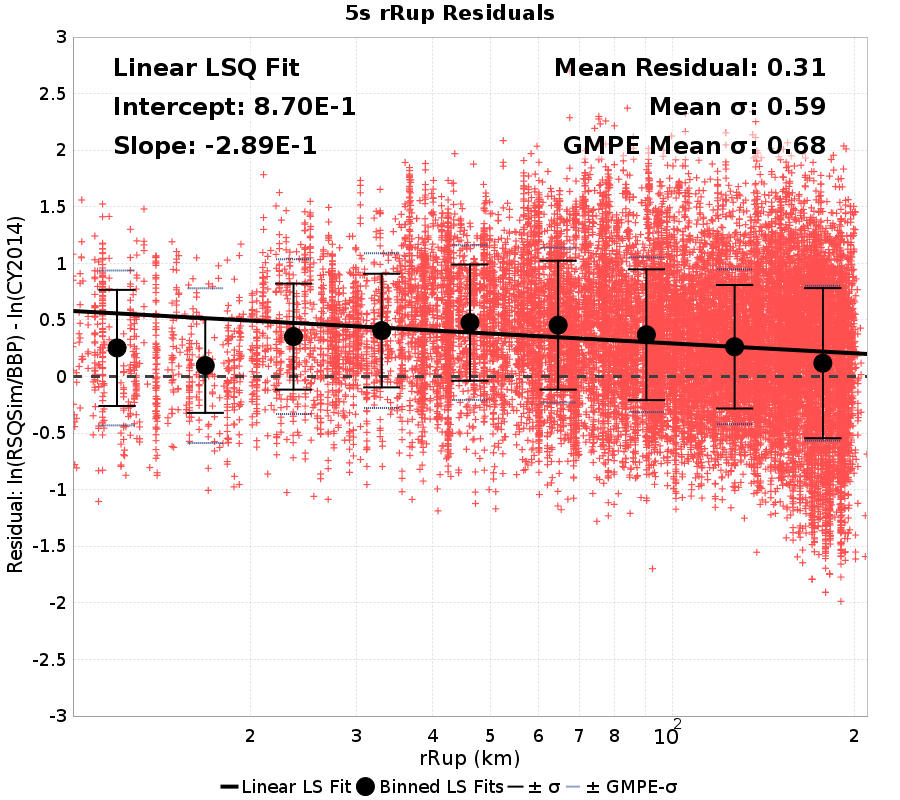 5s rRup Residuals
Linear LSQ Fit
Intercept: 8.70E-1
Slope: -2.89E-1
Mean Residual: 0.31
Mean σ: 0.59
GMPE Mean σ: 0.68
Residual: ln(RSQSim/BBP) - ln(CY2014)
3
2.5
2
1.5
1
0.5
0
-0.5
-1
-1.5
-2
-2.5
-3
2 3 4 5 6 7 8 10² 2
rRup (km)
Linear LS Fit Binned LS Fits ± σ ± GMPE-σ